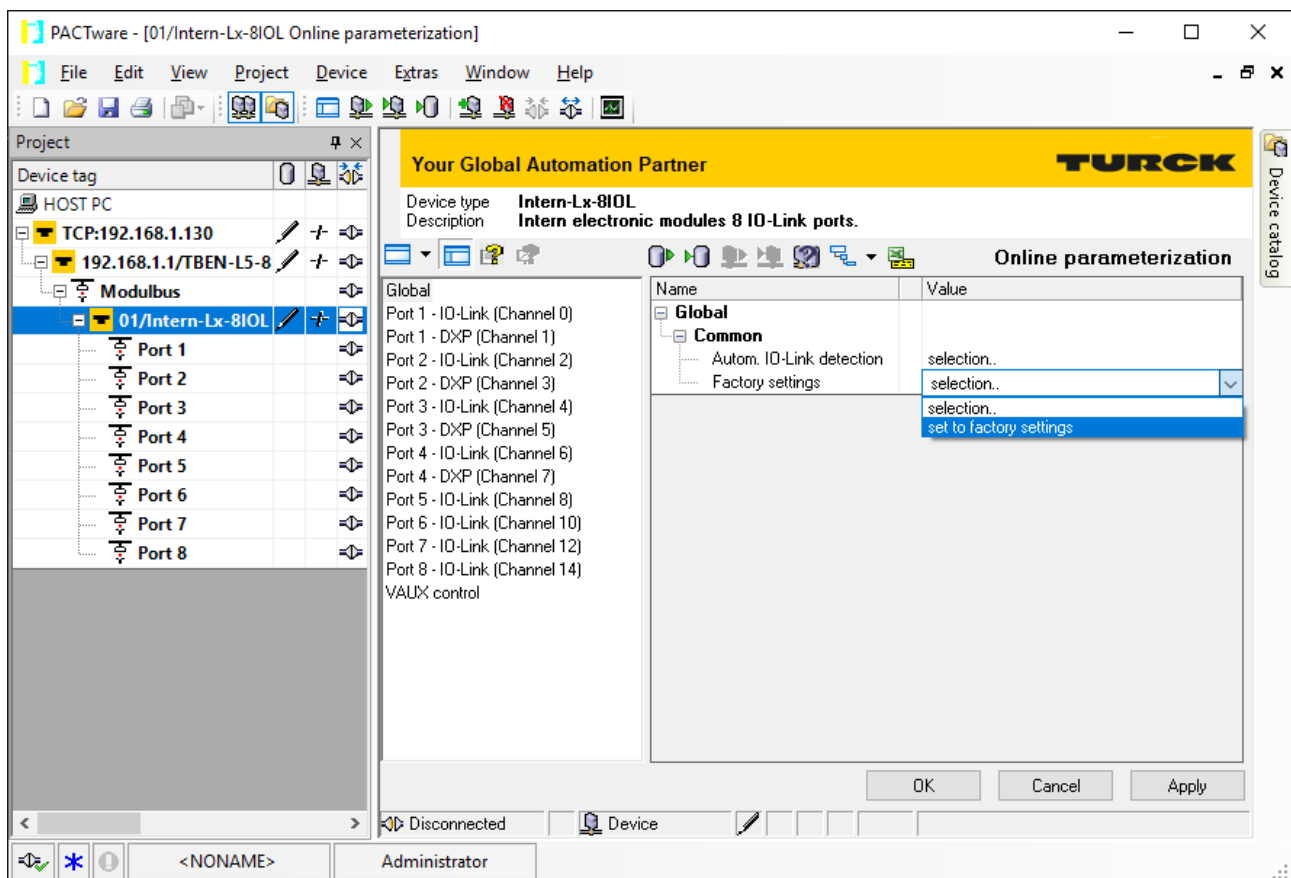 PACTware - [01/Intern-Lx-8IOL Online parameterization]
File Edit View Project Device Extras Window Help
Project
Device tag
HOST PC
TCP:192.168.1.130
192.168.1.1/TBEN-L5-8
Modulbus
01/Intern-Lx-8IOL
Port 1
Port 2
Port 3
Port 4
Port 5
Port 6
Port 7
Port 8
Your Global Automation Partner
TURCK
Device type Intern-Lx-8IOL
Description Intern electronic modules 8 IO-Link ports.
Online parameterization
Global
Port 1 - IO-Link (Channel 0)
Port 1 - DXP (Channel 1)
Port 2 - IO-Link (Channel 2)
Port 2 - DXP (Channel 3)
Port 3 - IO-Link (Channel 4)
Port 3 - DXP (Channel 5)
Port 4 - IO-Link (Channel 6)
Port 4 - DXP (Channel 7)
Port 5 - IO-Link (Channel 8)
Port 6 - IO-Link (Channel 10)
Port 7 - IO-Link (Channel 12)
Port 8 - IO-Link (Channel 14)
VAUX control
Name Value
Global
Common
Autom. IO-Link detection selection..
Factory settings selection..
selection..
set to factory settings
OK Cancel Apply
Disconnected Device
Device catalog
<NONAME> Administrator